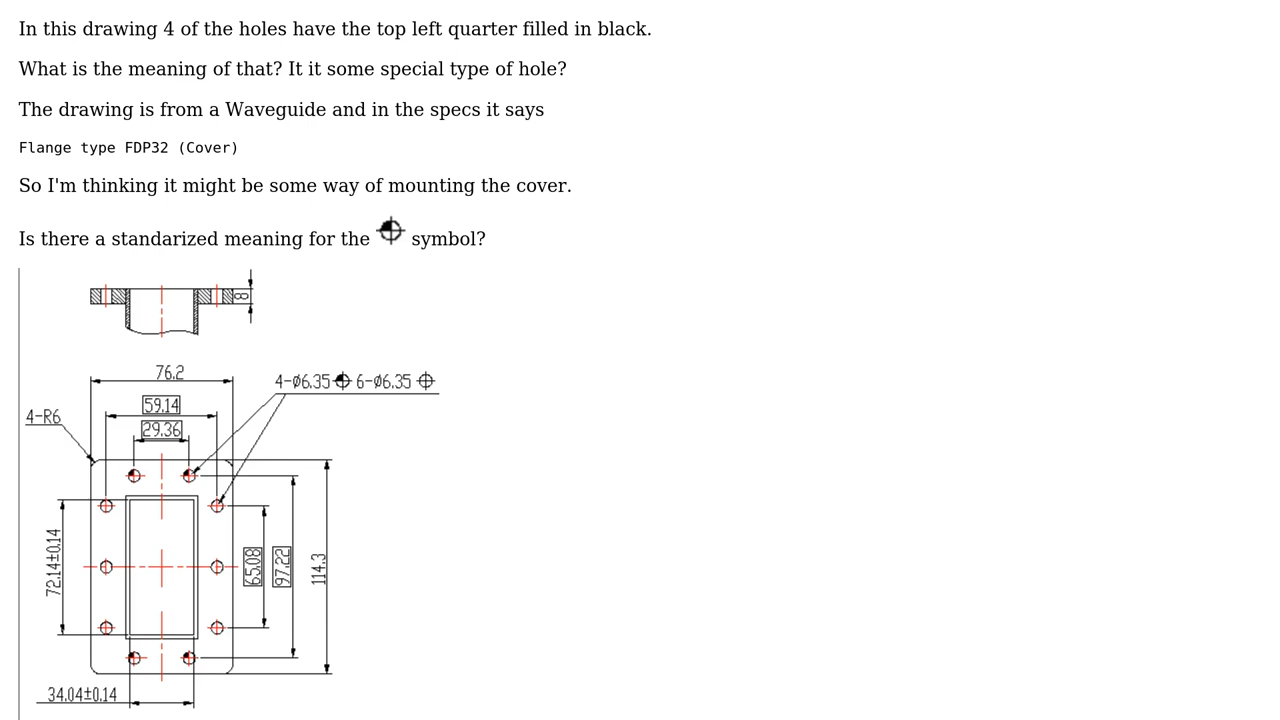 In this drawing 4 of the holes have the top left quarter filled in black.
What is the meaning of that? It it some special type of hole?
The drawing is from a Waveguide and in the specs it says
Flange type FDP32 (Cover)
So I'm thinking it might be some way of mounting the cover.
Is there a standarized meaning for the symbol?
8
76.2
4-ø6.35 6-ø6.35
59.14
4-R6
29.36
72.14±0.14
65.08
97.22
114.3
34.04±0.14